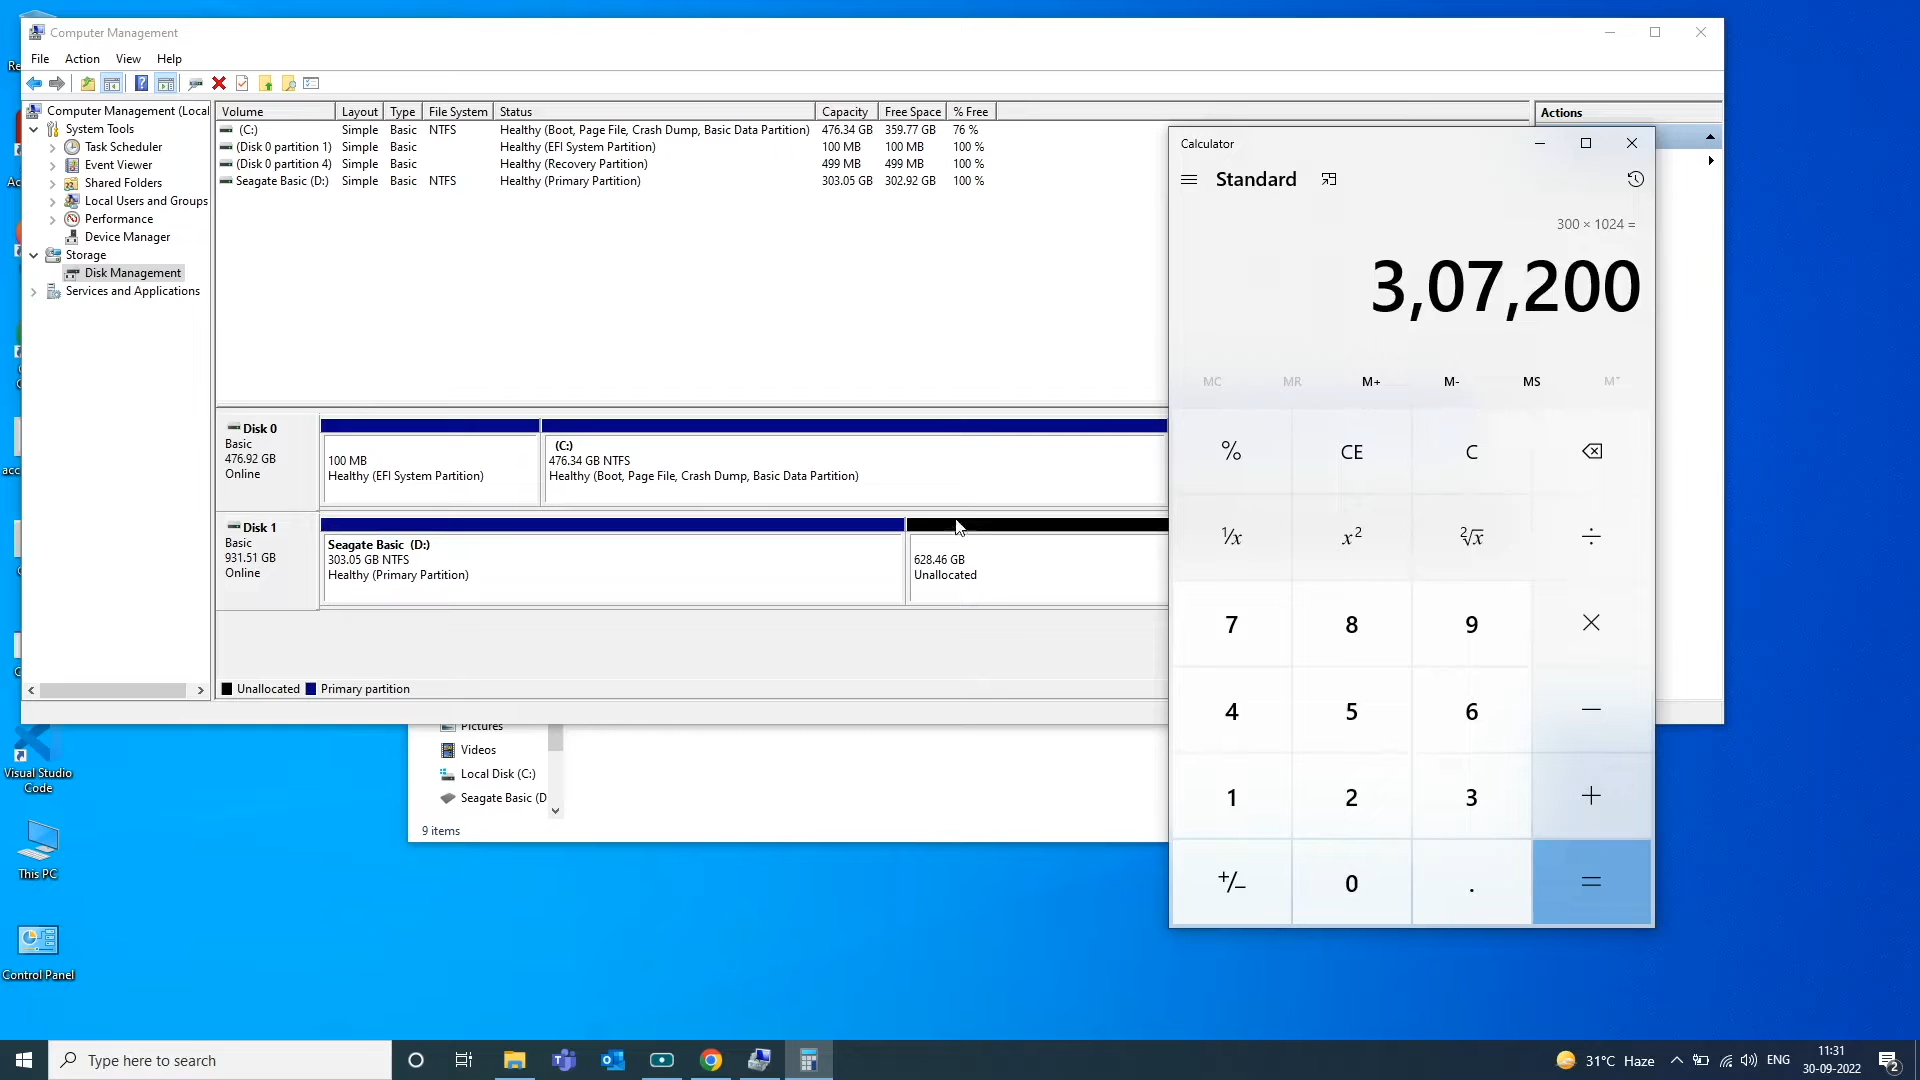 Computer Management
File Action View Help
Computer Management (Local
System Tools
Task Scheduler
Event Viewer
Shared Folders
Local Users and Groups
Performance
Device Manager
Storage
Disk Management
Services and Applications
Volume Layout Type File System Status Capacity Free Space % Free
(C:) Simple Basic NTFS Healthy (Boot, Page File, Crash Dump, Basic Data Partition) 476.34 GB 359.77 GB 76 %
(Disk 0 partition 1) Simple Basic Healthy (EFI System Partition) 100 MB 100 MB 100 %
(Disk 0 partition 4) Simple Basic Healthy (Recovery Partition) 499 MB 499 MB 100 %
Seagate Basic (D:) Simple Basic NTFS Healthy (Primary Partition) 303.05 GB 302.92 GB 100 %
Actions
Disk 0
Basic
476.92 GB
Online
100 MB
Healthy (EFI System Partition)
(C:)
476.34 GB NTFS
Healthy (Boot, Page File, Crash Dump, Basic Data Partition)
Disk 1
Basic
931.51 GB
Online
Seagate Basic (D:)
303.05 GB NTFS
Healthy (Primary Partition)
628.46 GB
Unallocated
Unallocated Primary partition
Calculator
Standard
300 × 1024 =
3,07,200
MC MR M+ M- MS M˅
% CE C
¹/x x² ²√x ÷
7 8 9 ×
4 5 6 −
1 2 3 +
+/− 0 . =
Pictures
Videos
Local Disk (C:)
Seagate Basic (D
9 items
Visual Studio
Code
This PC
Control Panel
Type here to search
31°C Haze
ENG
11:31
30-09-2022
2